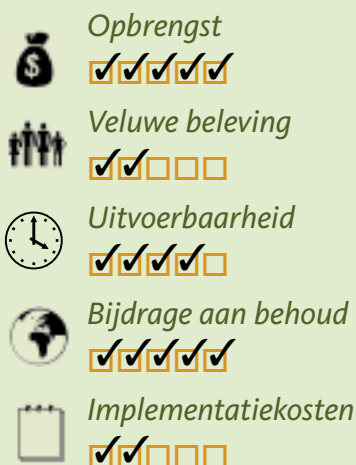 Opbrengst
Veluwe beleving
Uitvoerbaarheid
Bijdrage aan behoud
Implementatiekosten